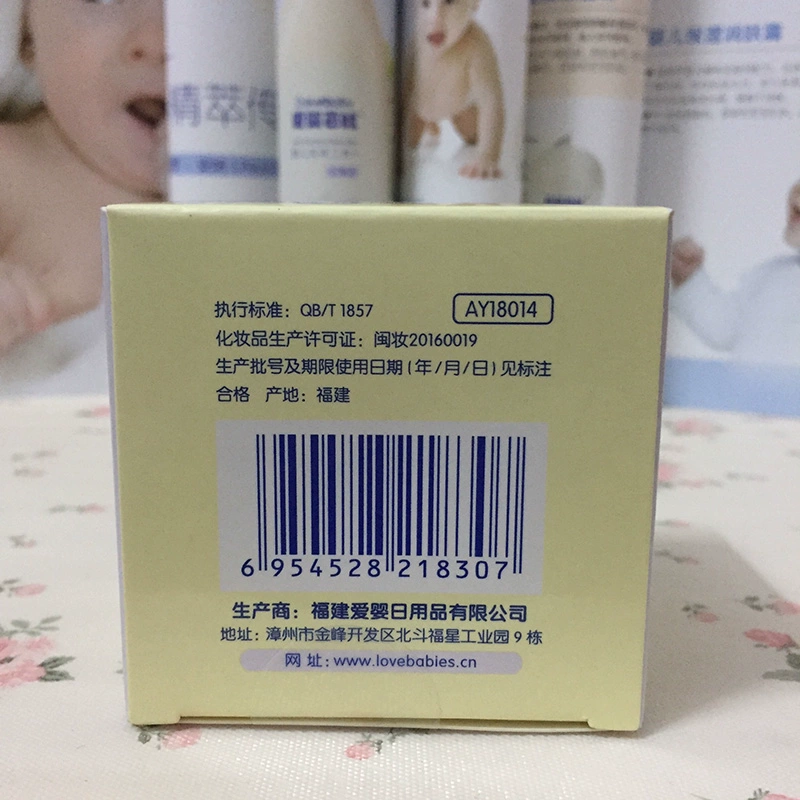 精萃
执行标准：QB/T 1857
AY18014
化妆品生产许可证：闽妆20160019
生产批号及期限使用日期(年/月/日)见标注
合格 产地：福建
6 954528 218307
生产商：福建爱婴日用品有限公司
地址：漳州市金峰开发区北斗福星工业园 9 栋
网 址：www.lovebabies.cn